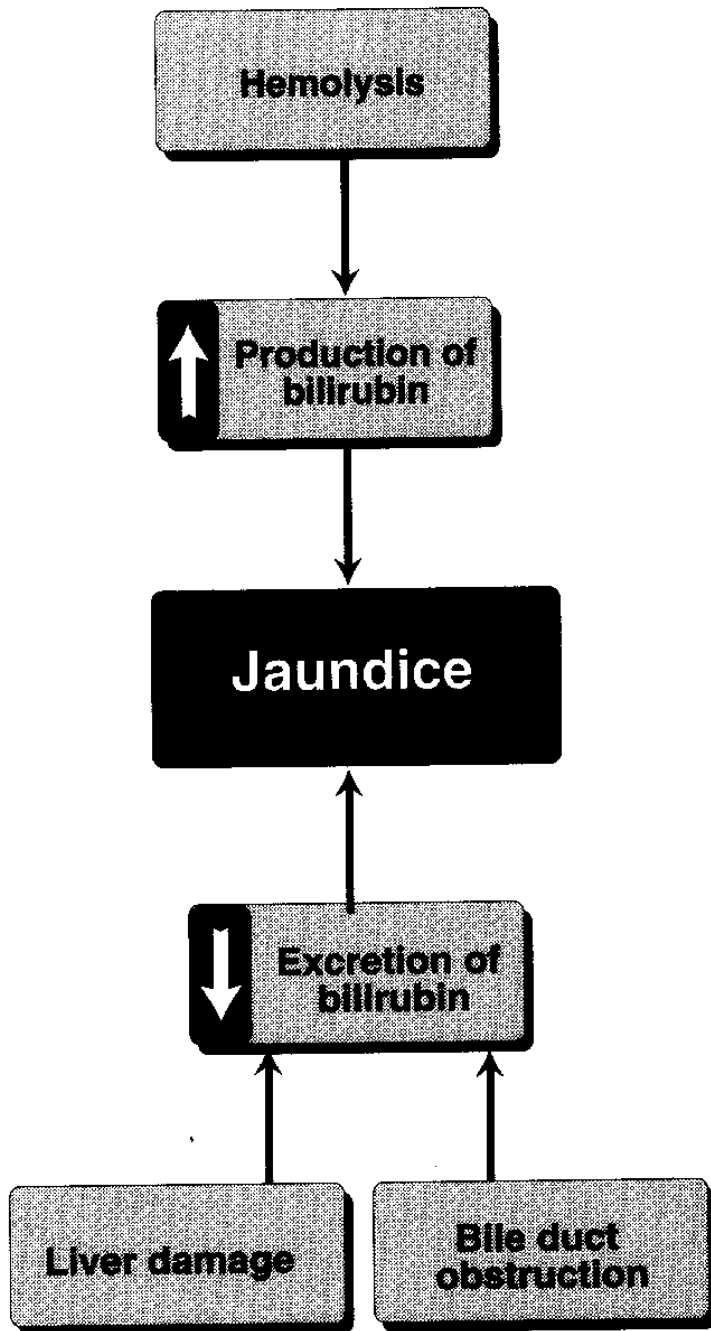 Hemolysis
Production of
bilirubin
Jaundice
Excretion of
bilirubin
Liver damage
Bile duct
obstruction